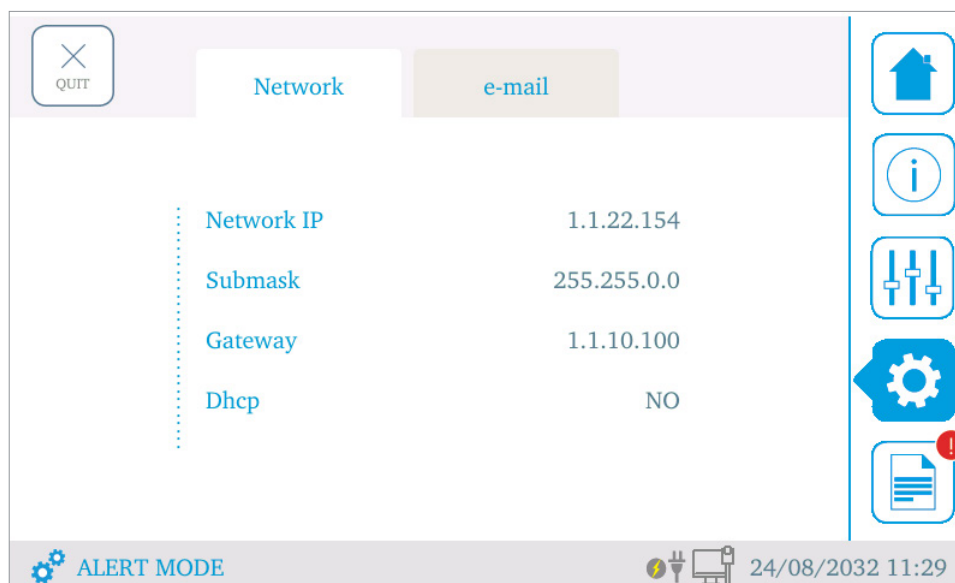 QUIT
Network
e-mail
Network IP 1.1.22.154
Submask 255.255.0.0
Gateway 1.1.10.100
Dhcp NO
ALERT MODE 24/08/2032 11:29